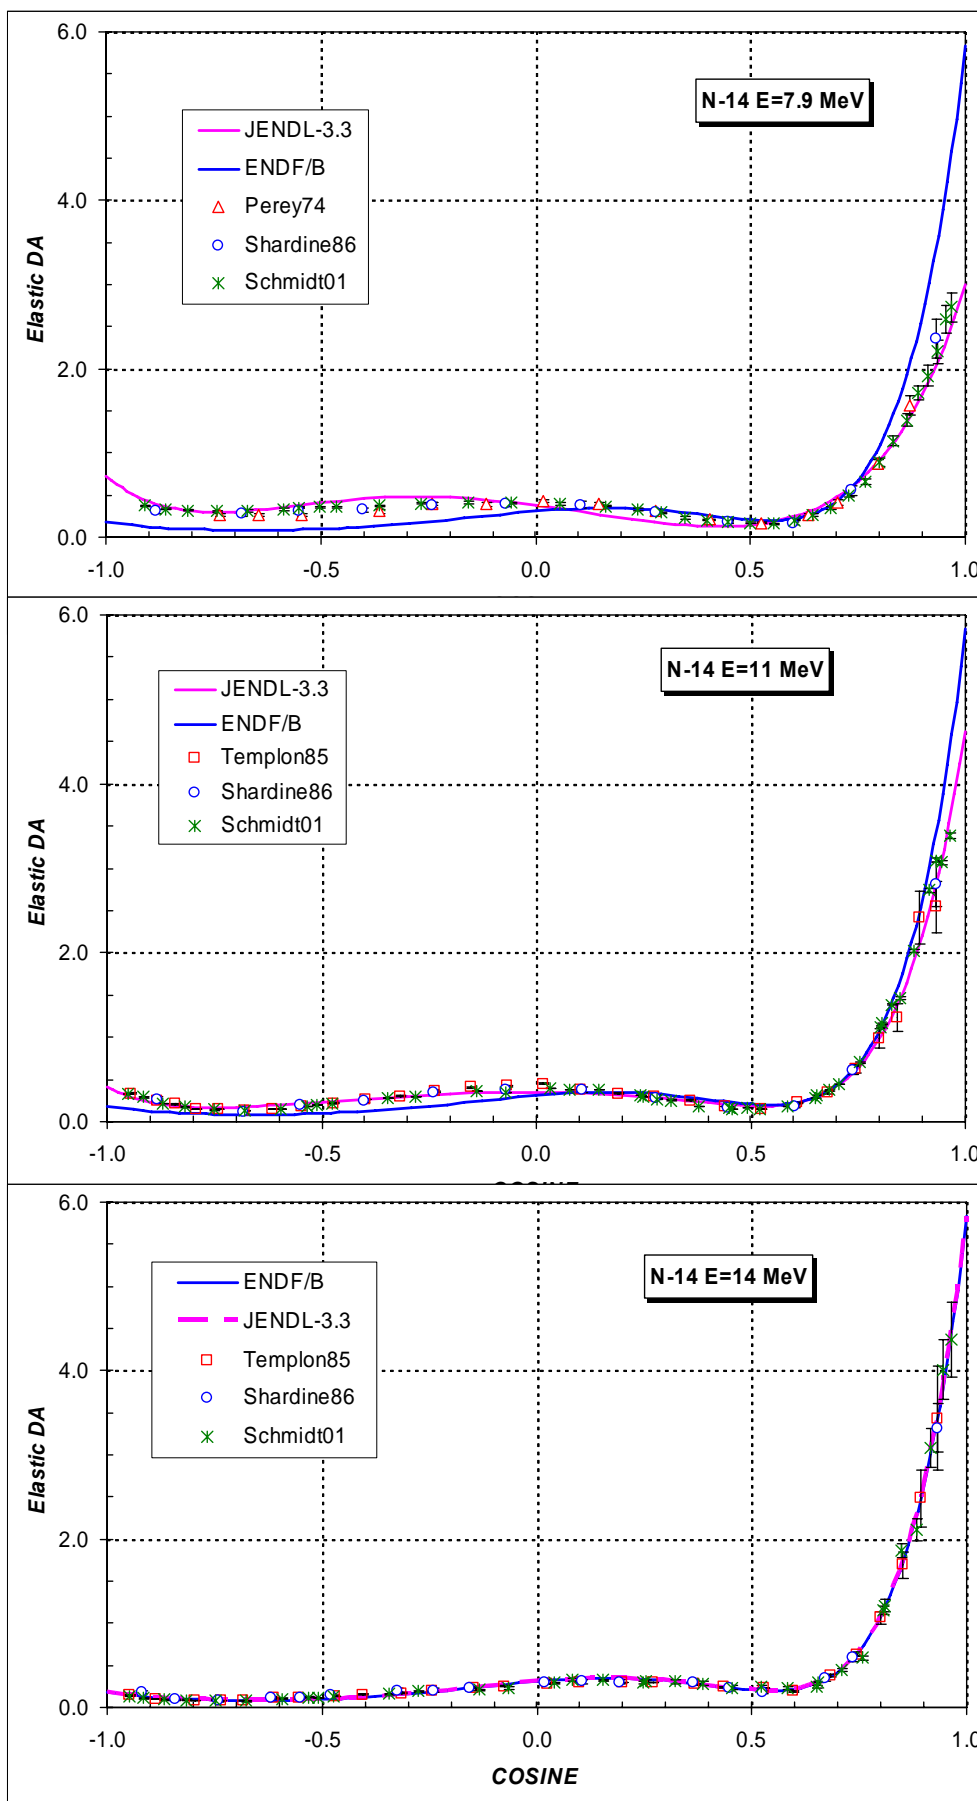 6.0
N-14 E=7.9 MeV
JENDL-3.3
ENDF/B
Perey74
Shardine86
Schmidt01
4.0
Elastic DA
2.0
0.0
-1.0 -0.5 0.0 0.5 1.0
6.0
N-14 E=11 MeV
JENDL-3.3
ENDF/B
Templon85
Shardine86
Schmidt01
4.0
Elastic DA
2.0
0.0
-1.0 -0.5 0.0 0.5 1.0
6.0
N-14 E=14 MeV
ENDF/B
JENDL-3.3
Templon85
Shardine86
Schmidt01
4.0
Elastic DA
2.0
0.0
-1.0 -0.5 0.0 0.5 1.0
COSINE